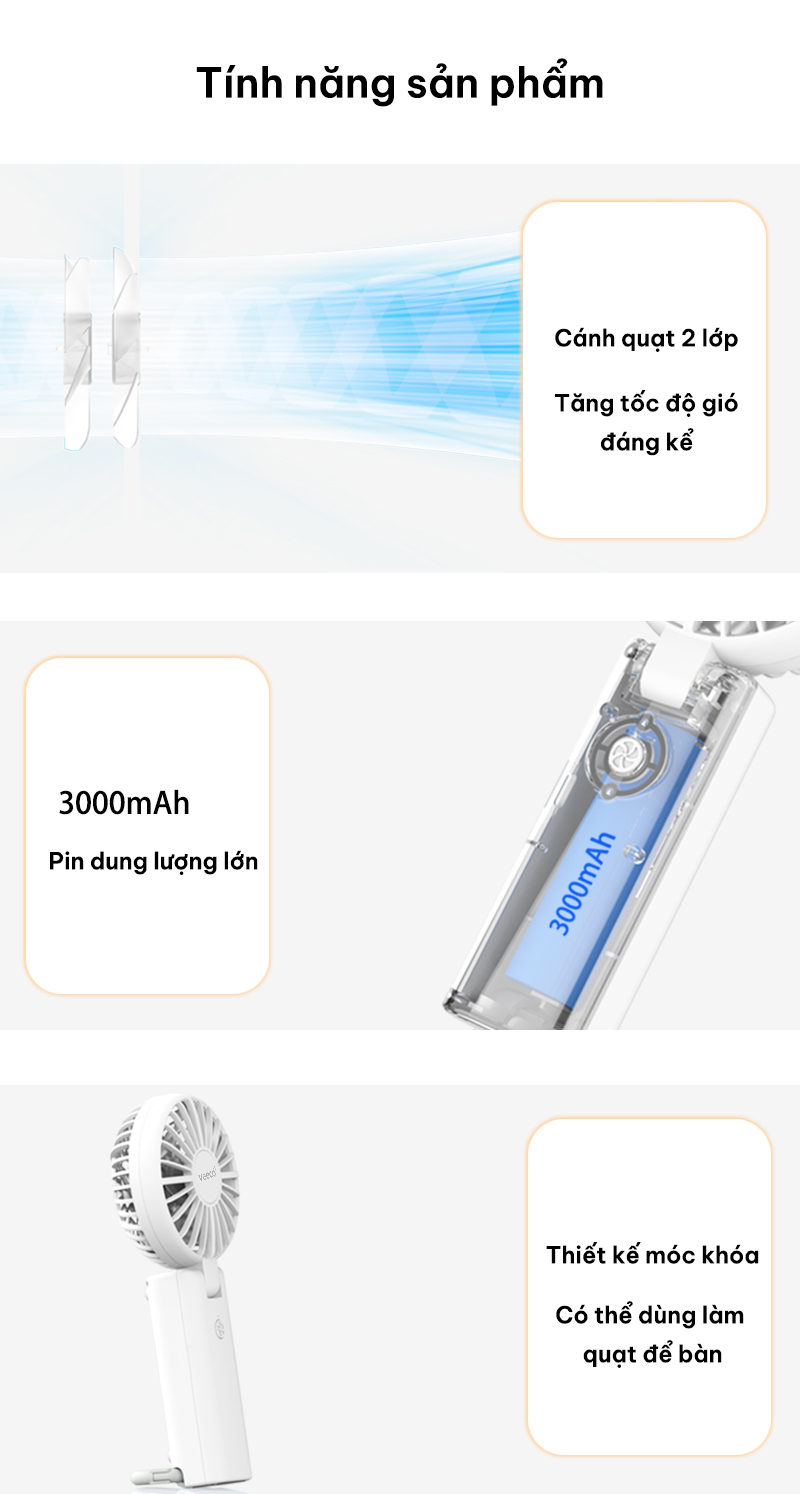 Tính năng sản phẩm
Cánh quạt 2 lớp
Tăng tốc độ gió
đáng kể
3000mAh
Pin dung lượng lớn
3000mAh
Veeco
Thiết kế móc khóa
Có thể dùng làm
quạt để bàn